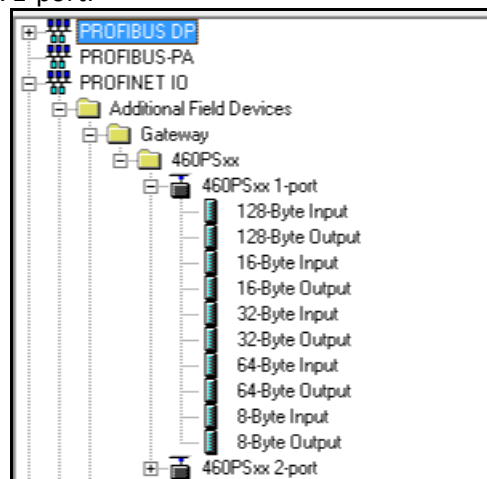 PROFIBUS DP
PROFIBUS-PA
PROFINET IO
Additional Field Devices
Gateway
460PSxx
460PSxx 1-port
128-Byte Input
128-Byte Output
16-Byte Input
16-Byte Output
32-Byte Input
32-Byte Output
64-Byte Input
64-Byte Output
8-Byte Input
8-Byte Output
460PSxx 2-port